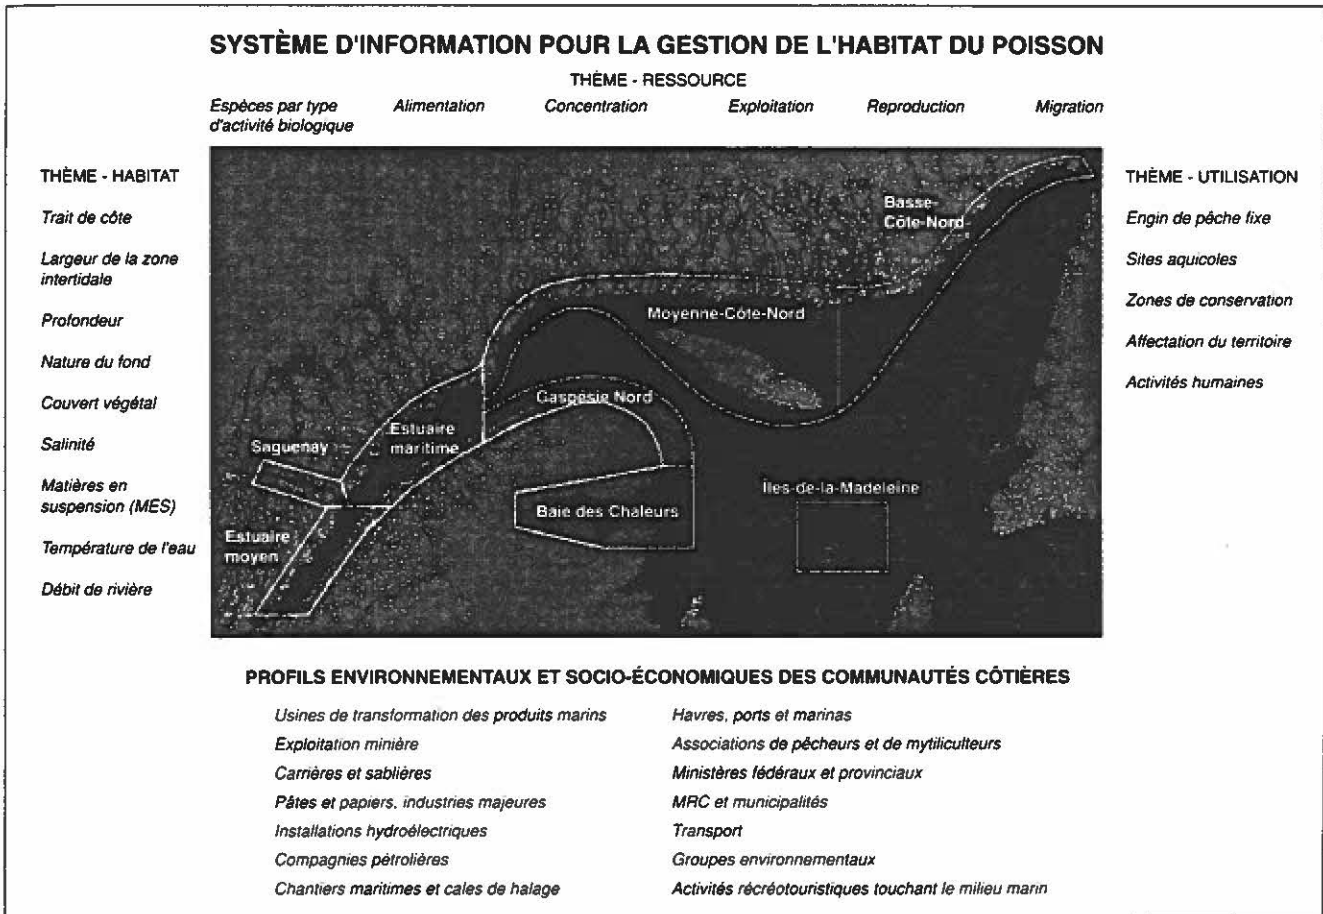 SYSTÈME D'INFORMATION POUR LA GESTION DE L'HABITAT DU POISSON
THÈME - RESSOURCE
Espèces par type
d'activité biologique
Alimentation
Concentration
Exploitation
Reproduction
Migration
THÈME - HABITAT
Trait de côte
Largeur de la zone
intertidale
Profondeur
Nature du fond
Couvert végétal
Salinité
Matières en
suspension (MES)
Température de l'eau
Débit de rivière
Basse-
Côte-Nord
Moyenne-Côte-Nord
Gaspésie Nord
Estuaire
maritime
Saguenay
Îles-de-la-Madeleine
Baie des Chaleurs
Estuaire
moyen
THÈME - UTILISATION
Engin de pêche fixe
Sites aquicoles
Zones de conservation
Affectation du territoire
Activités humaines
PROFILS ENVIRONNEMENTAUX ET SOCIO-ÉCONOMIQUES DES COMMUNAUTÉS CÔTIÈRES
Usines de transformation des produits marins
Exploitation minière
Carrières et sablières
Pâtes et papiers, industries majeures
Installations hydroélectriques
Compagnies pétrolières
Chantiers maritimes et cales de halage
Havres, ports et marinas
Associations de pêcheurs et de mytiliculteurs
Ministères fédéraux et provinciaux
MRC et municipalités
Transport
Groupes environnementaux
Activités récréotouristiques touchant le milieu marin